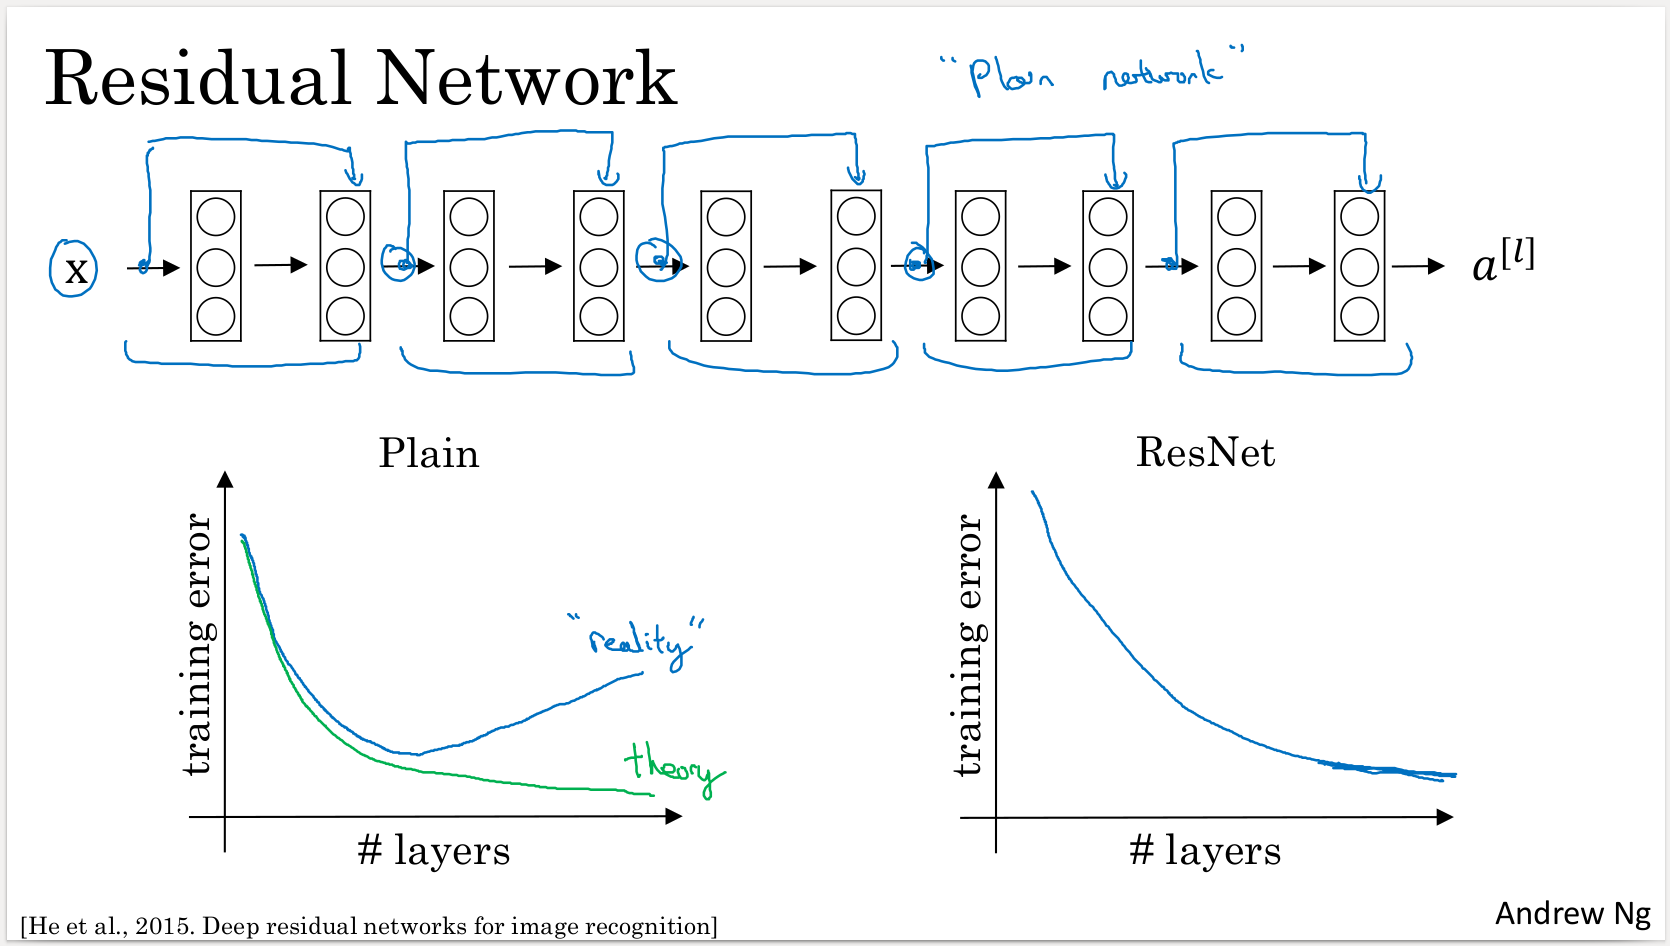 Residual Network
"Plain network"
x
a[l]
Plain
ResNet
training error
"reality"
theory
# layers
training error
# layers
[He et al., 2015. Deep residual networks for image recognition]
Andrew Ng